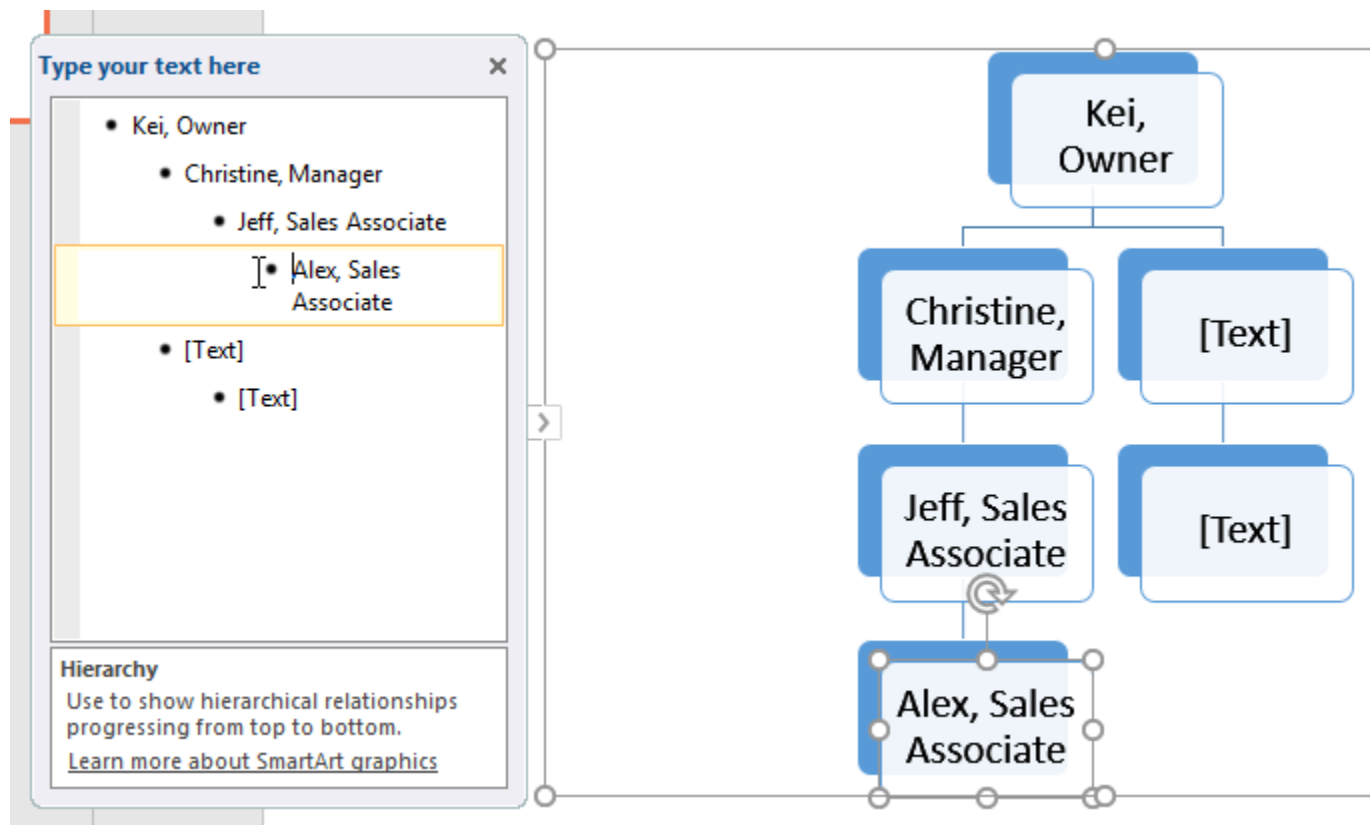 Type your text here
Kei, Owner
Christine, Manager
Jeff, Sales Associate
Alex, Sales
Associate
[Text]
[Text]
Hierarchy
Use to show hierarchical relationships
progressing from top to bottom.
Learn more about SmartArt graphics
Kei,
Owner
Christine,
Manager
[Text]
Jeff, Sales
Associate
[Text]
Alex, Sales
Associate